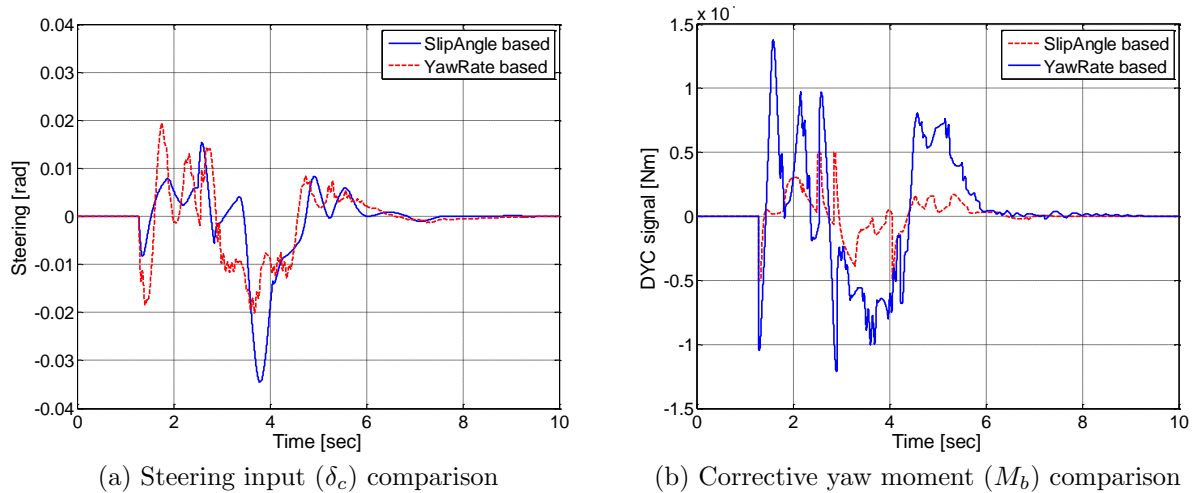 0.04
0.03
0.02
0.01
0
-0.01
-0.02
-0.03
-0.04
0 2 4 6 8 10
Steering [rad]
Time [sec]
SlipAngle based
YawRate based
(a) Steering input (δc) comparison
1.5 x 10
1
0.5
0
-0.5
-1
-1.5
0 2 4 6 8 10
DYC signal [Nm]
Time [sec]
SlipAngle based
YawRate based
(b) Corrective yaw moment (Mb) comparison